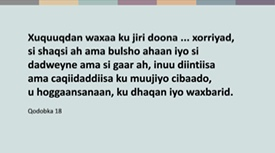 Xuquuqdan waxaa ku jiri doona ... xorriyad,
si shaqsi ah ama bulsho ahaan iyo si
dadweyne ama si gaar ah, inuu diintiisa
ama caqiidaddiisa ku muujiyo cibaado,
u hoggaansanaan, ku dhaqan iyo waxbarid.
Qodobka 18